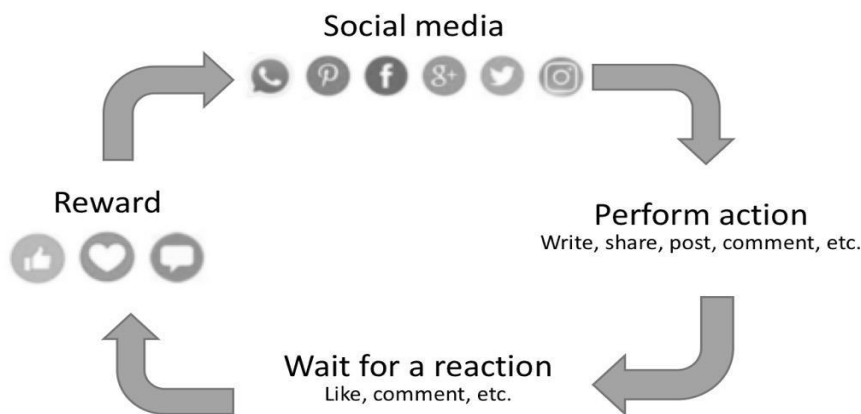 Social media
Perform action
Write, share, post, comment, etc.
Wait for a reaction
Like, comment, etc.
Reward